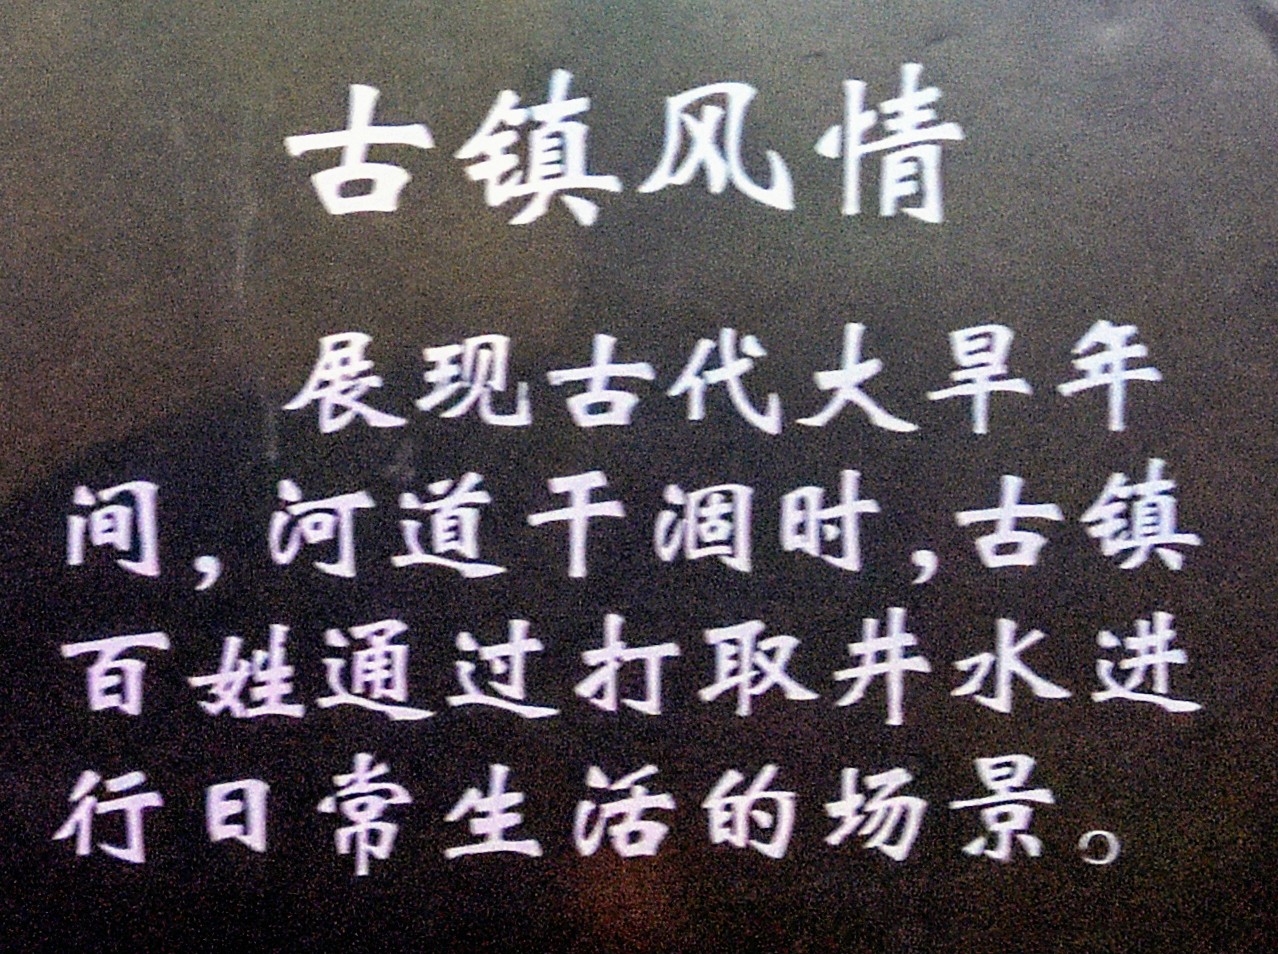 古镇风情
展现古代大旱年
间,河道干涸时,古镇
百姓通过打取井水进
行日常生活的场景。